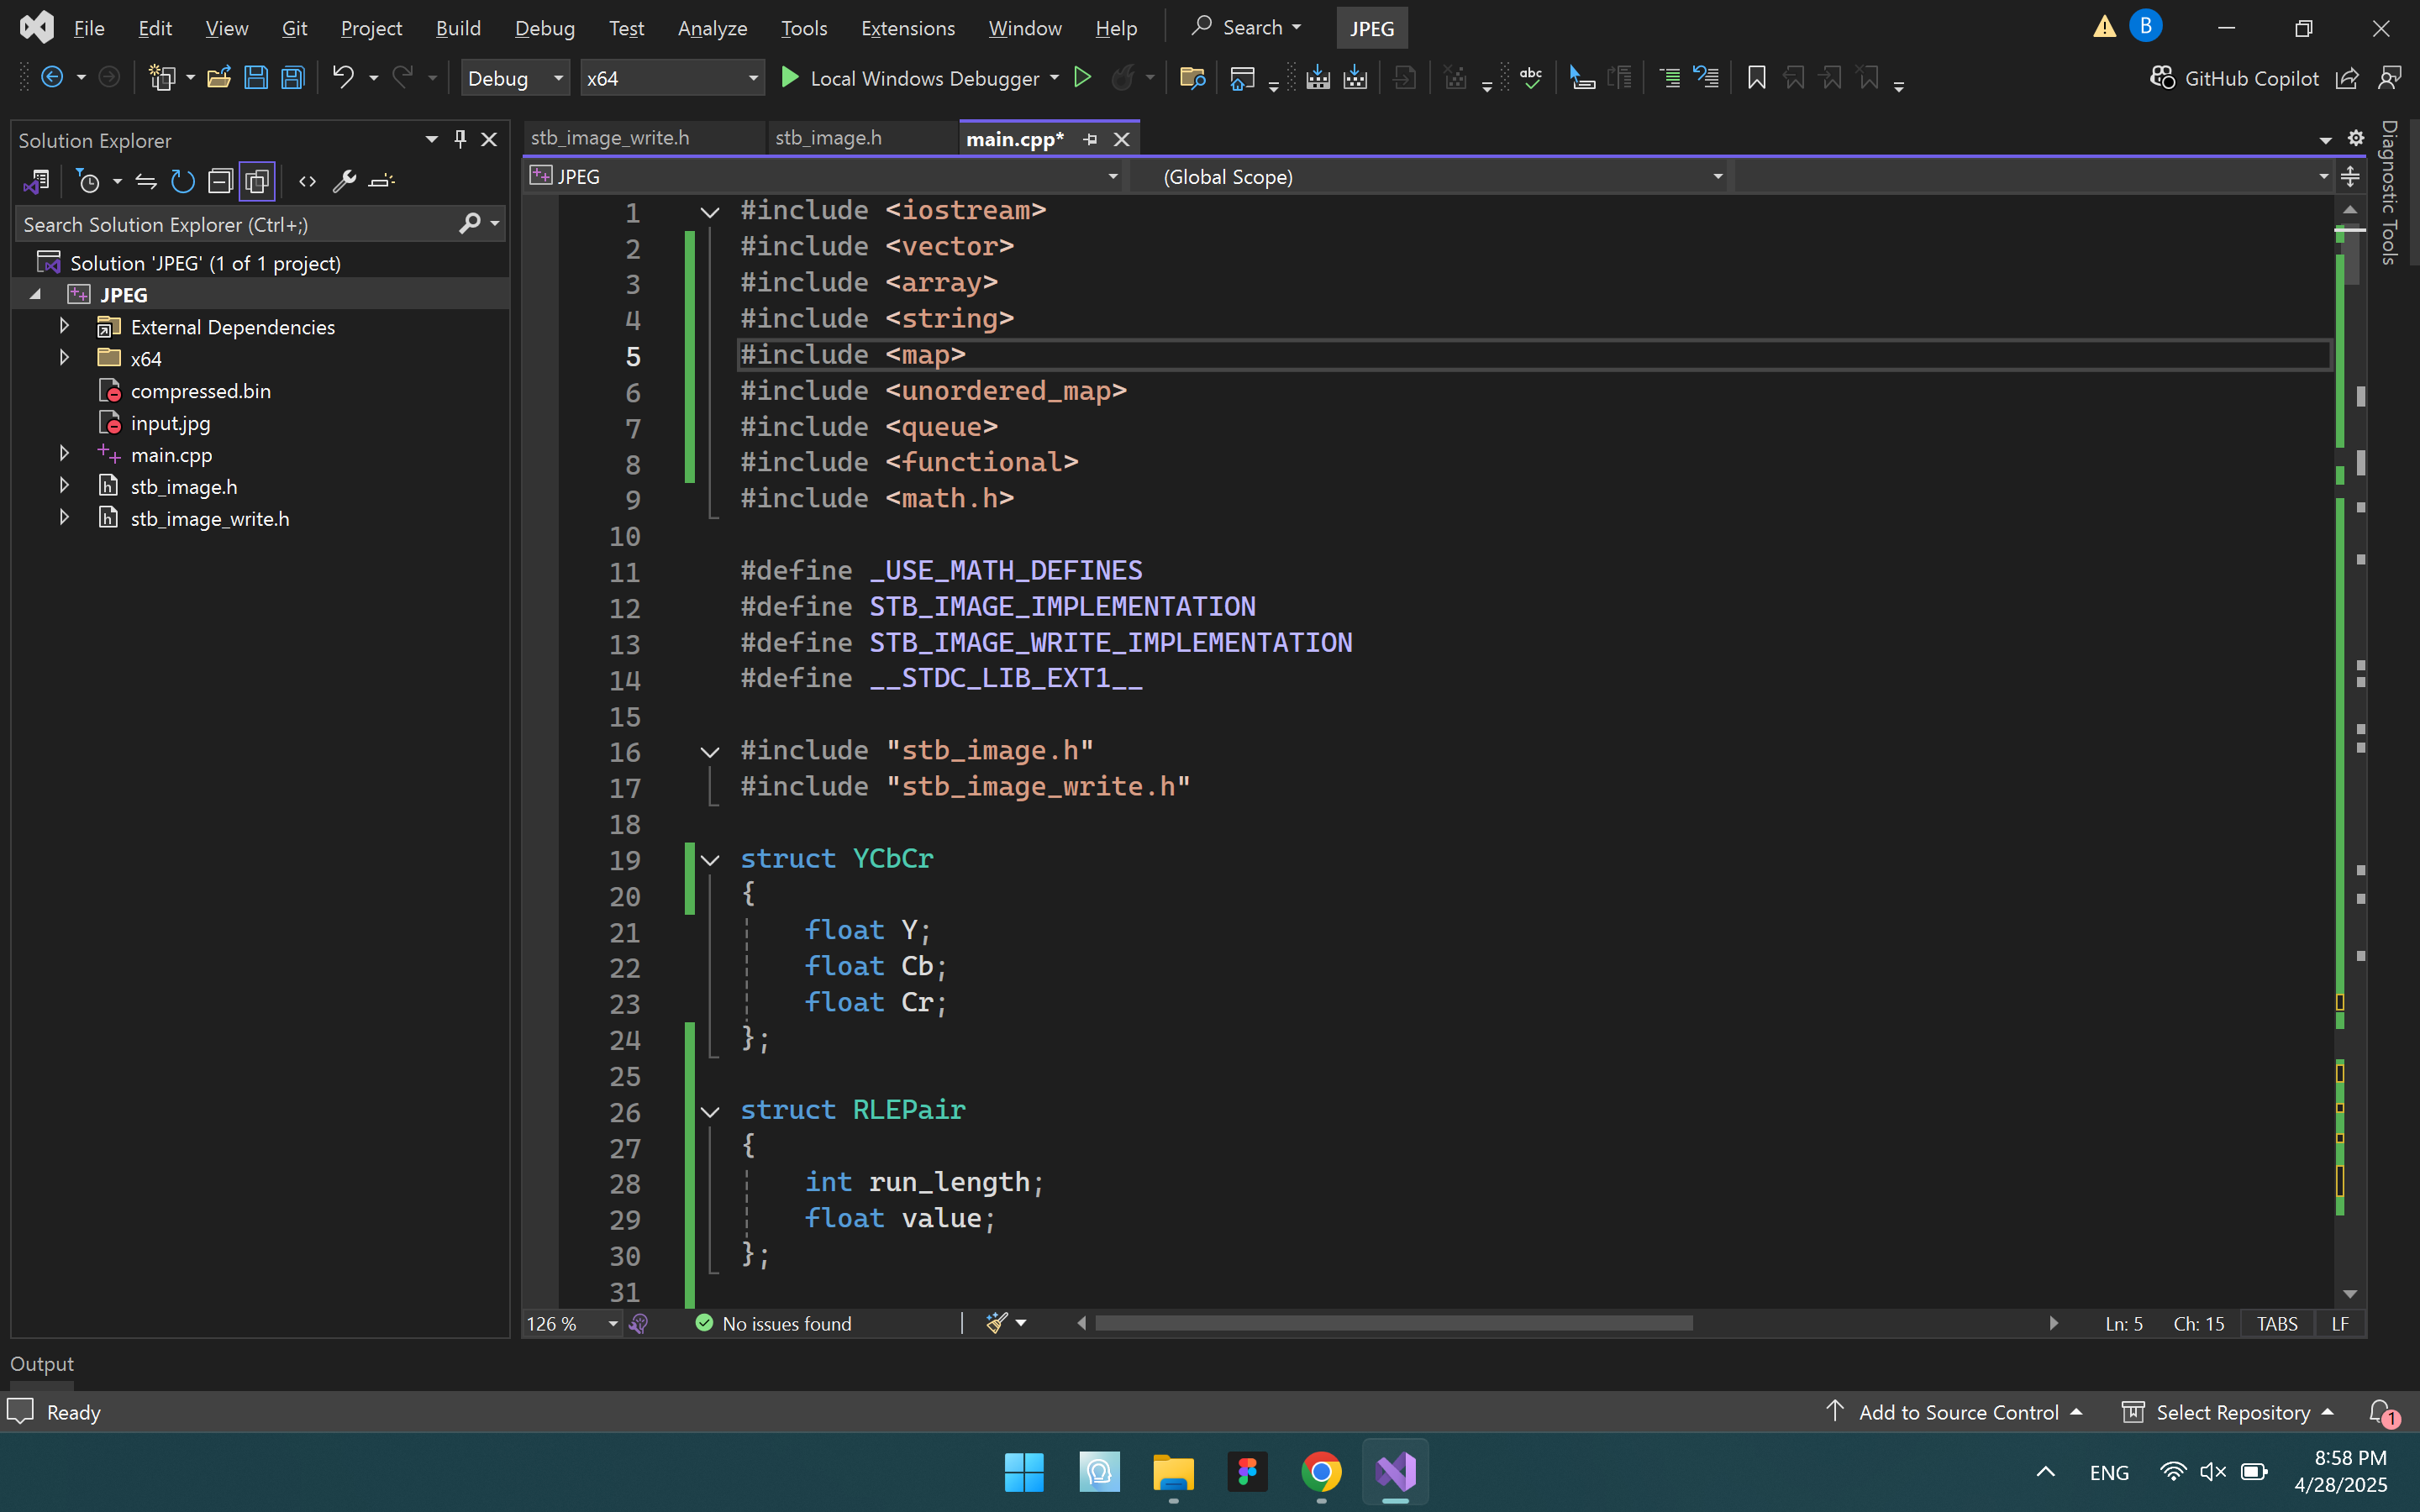 File Edit View Git Project Build Debug Test Analyze Tools Extensions Window Help Search JPEG B
Debug x64 Local Windows Debugger abc GitHub Copilot
Solution Explorer
Search Solution Explorer (Ctrl+;)
Solution 'JPEG' (1 of 1 project)
JPEG
External Dependencies
x64
compressed.bin
input.jpg
main.cpp
stb_image.h
stb_image_write.h
stb_image_write.h stb_image.h main.cpp*
JPEG (Global Scope)
1 #include <iostream>
2 #include <vector>
3 #include <array>
4 #include <string>
5 #include <map>
6 #include <unordered_map>
7 #include <queue>
8 #include <functional>
9 #include <math.h>
10
11 #define _USE_MATH_DEFINES
12 #define STB_IMAGE_IMPLEMENTATION
13 #define STB_IMAGE_WRITE_IMPLEMENTATION
14 #define __STDC_LIB_EXT1__
15
16 #include "stb_image.h"
17 #include "stb_image_write.h"
18
19 struct YCbCr
20 {
21 float Y;
22 float Cb;
23 float Cr;
24 };
25
26 struct RLEPair
27 {
28 int run_length;
29 float value;
30 };
31
126 % No issues found Ln: 5 Ch: 15 TABS LF
Diagnostic Tools
Output
Ready Add to Source Control Select Repository 1
ENG 8:58 PM
4/28/2025